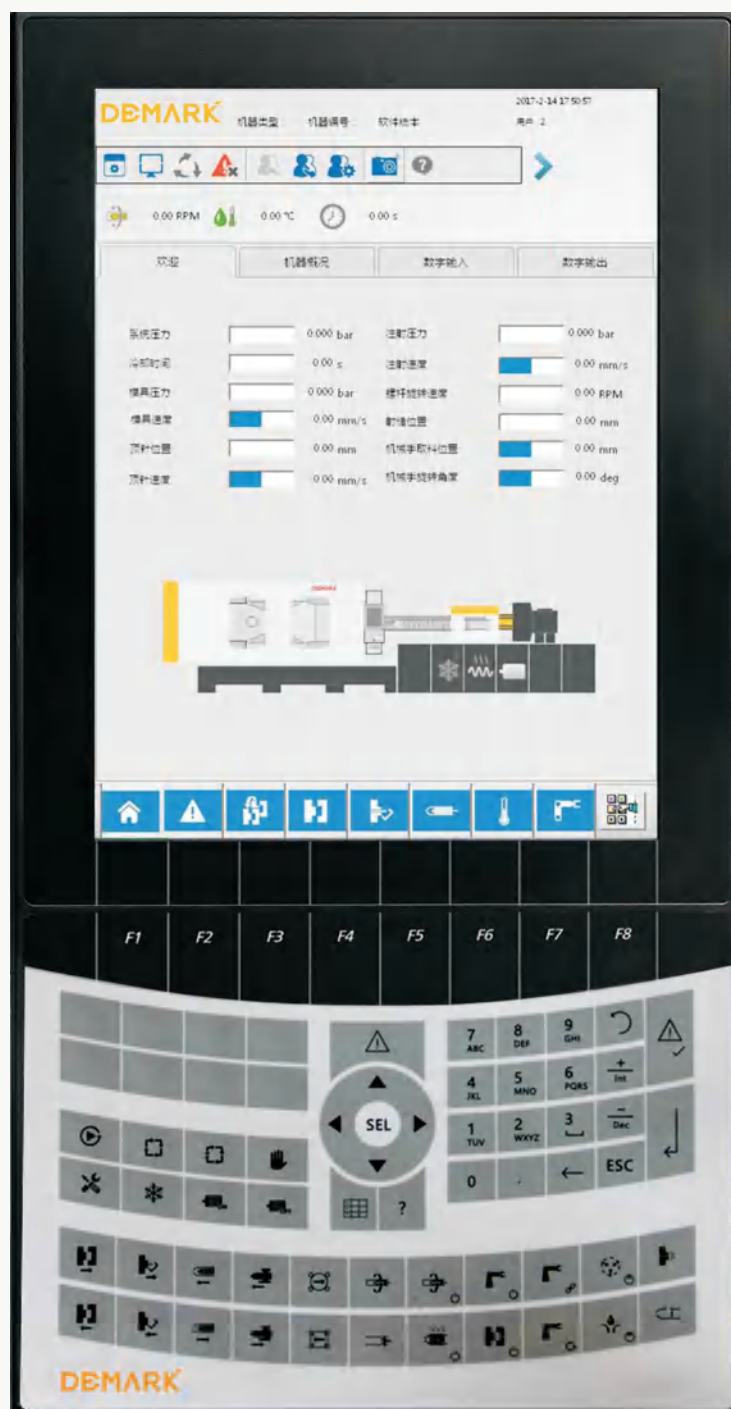 DEMARK
机器类型 机器编号 软件版本
2017-2-14 17:50:57
用户 2
0.00 RPM 0.00 ℃ 0.00 s
欢迎 机器概况 数字输入 数字输出
系统压力 0.000 bar 注射压力 0.000 bar
冷却时间 0.00 s 注射速度 0.00 mm/s
模具压力 0.000 bar 螺杆旋转速度 0.00 RPM
模具速度 0.00 mm/s 射储位置 0.00 mm
顶针位置 0.00 mm 机械手取料位置 0.00 mm
顶针速度 0.00 mm/s 机械手旋转角度 0.00 deg
DEMARK
F1 F2 F3 F4 F5 F6 F7 F8
7 ABC 8 DEF 9 GHI
4 JKL 5 MNO 6 PQRS + Int
SEL
1 TUV 2 WXYZ 3 − Dec
0 . ← ESC
?
DEMARK